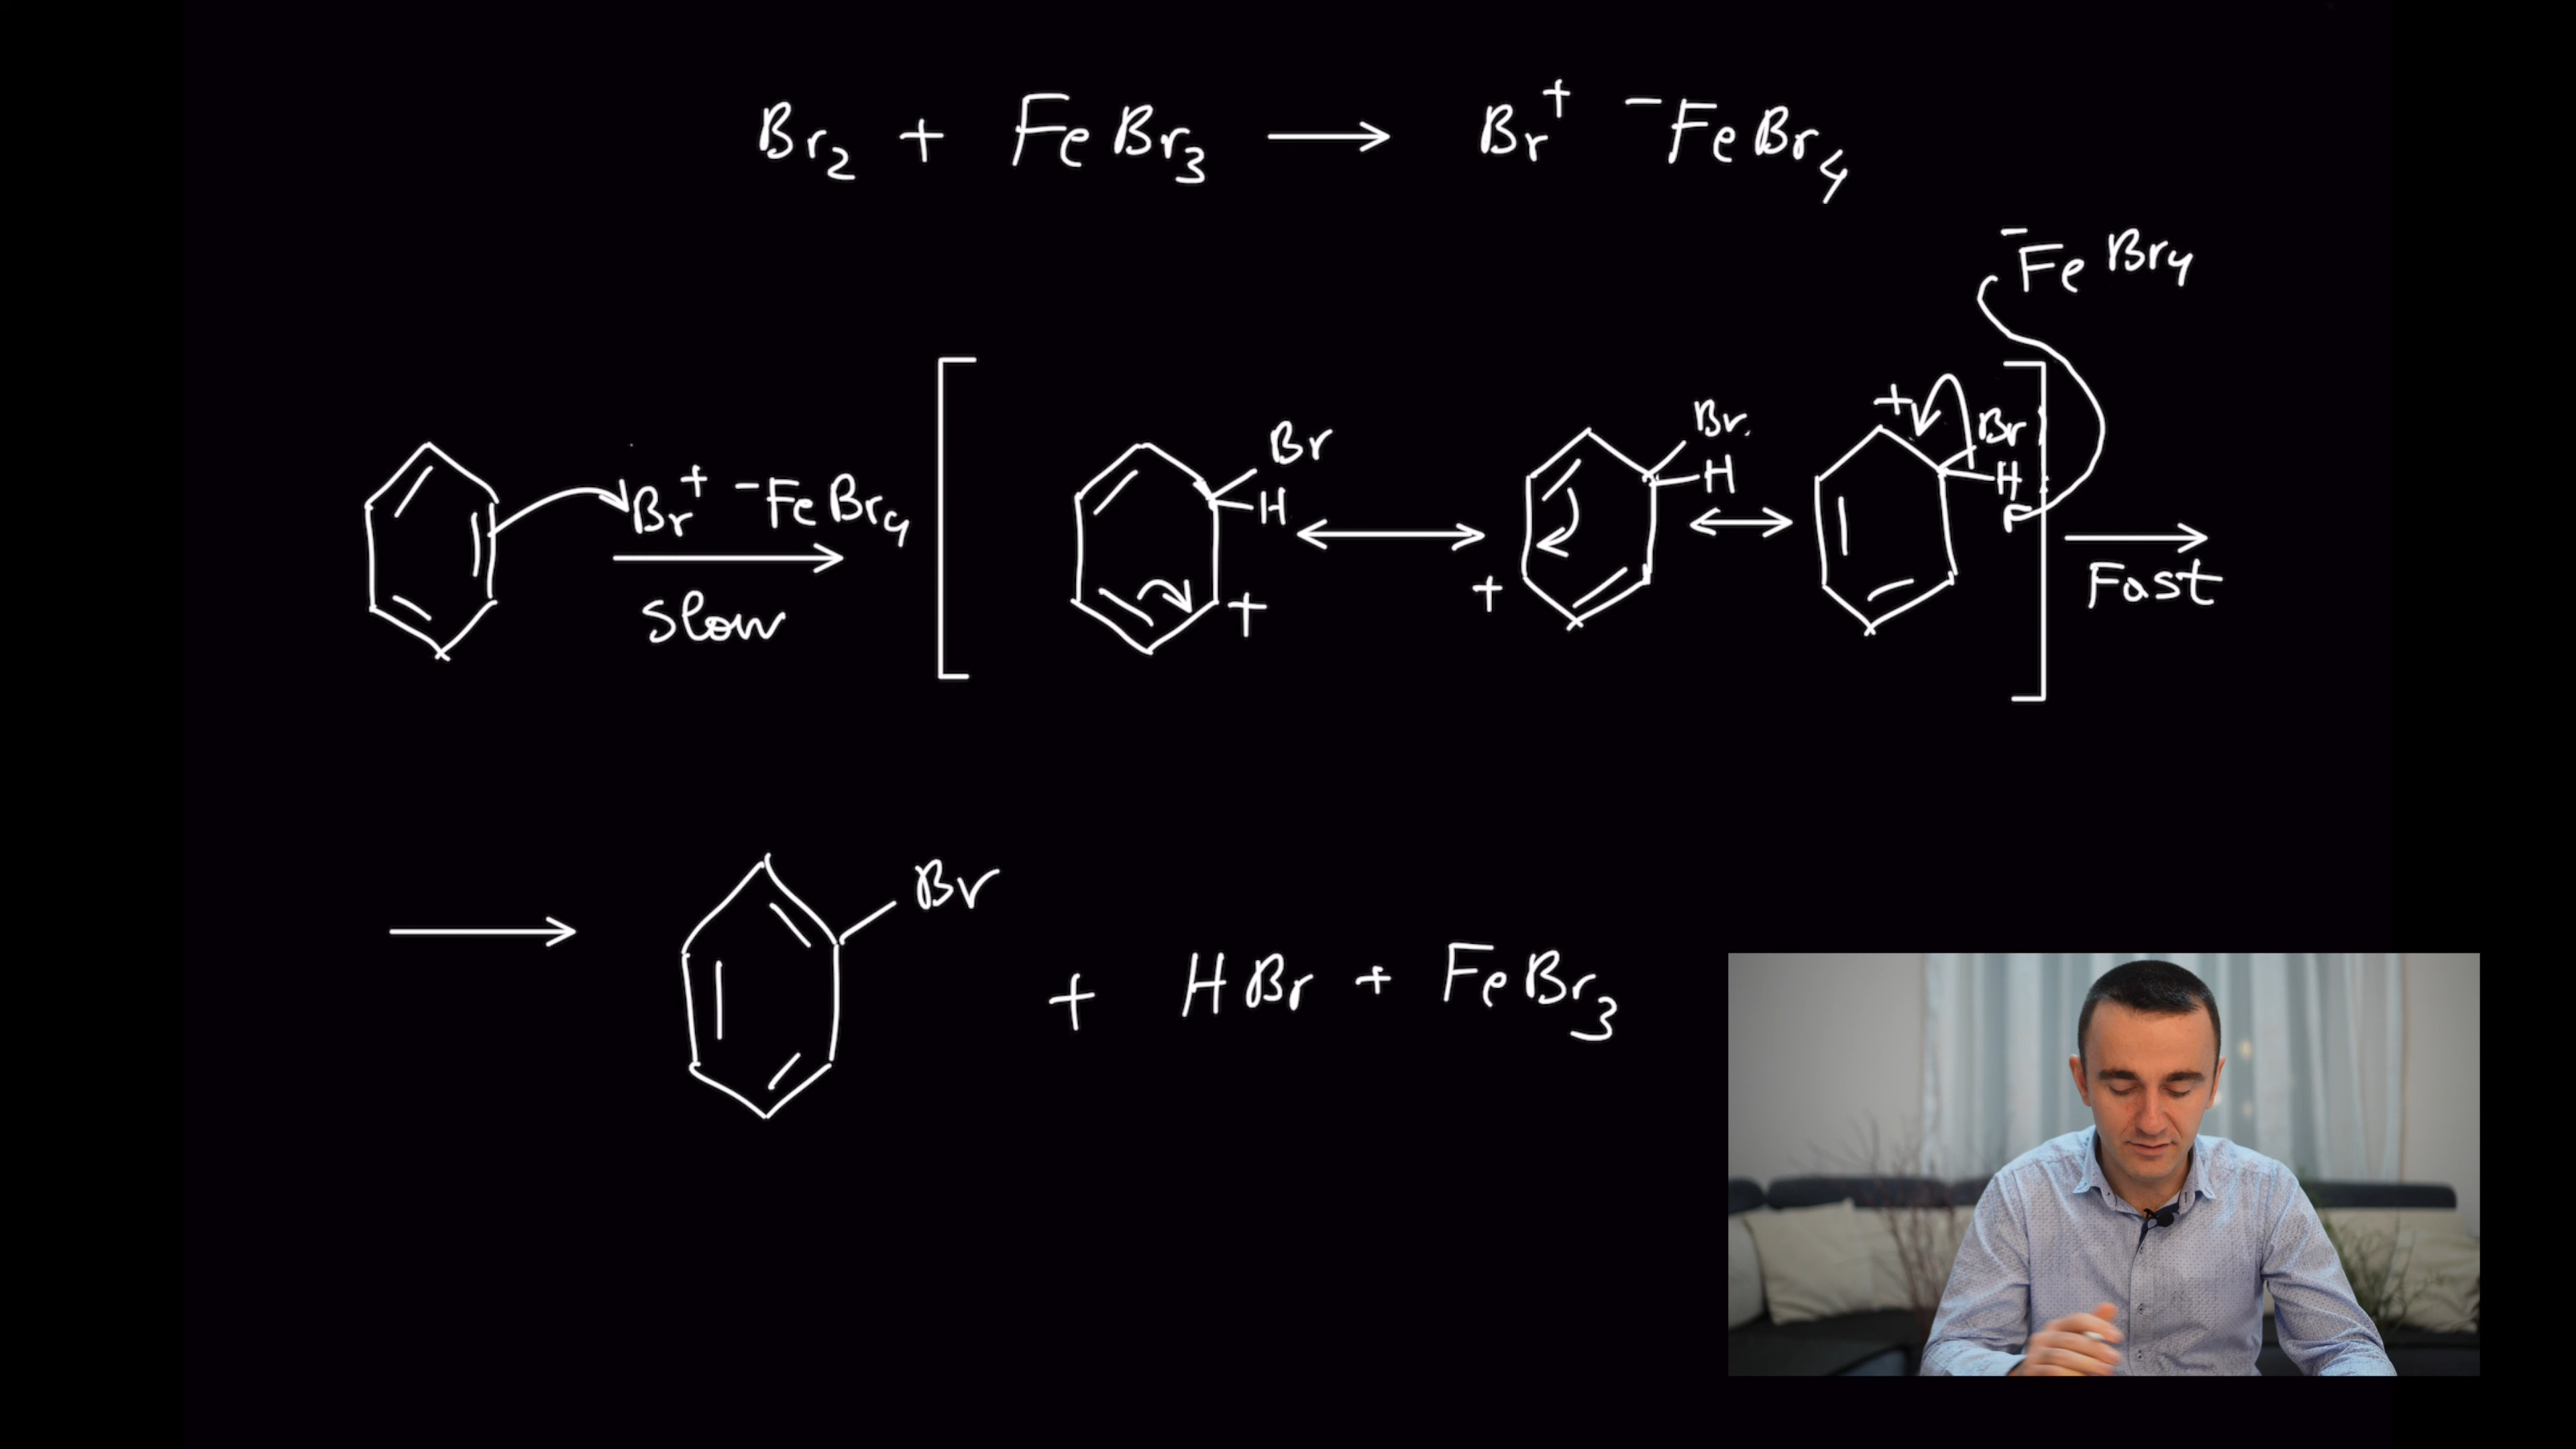 Br2 + FeBr3 → Br+ −FeBr4
−FeBr4
Br+ −FeBr4 [ Br H + ↔ + Br H ↔ + Br H ]
slow → Fast →
→ Br + HBr + FeBr3